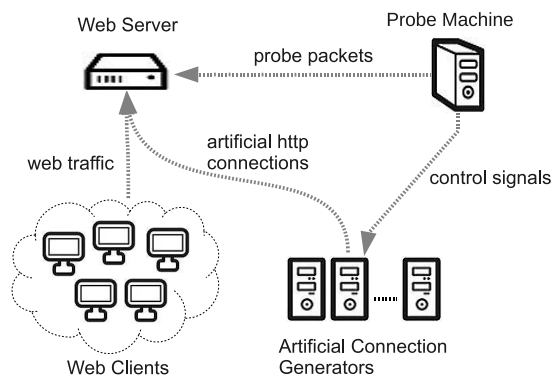 Web Server
Probe Machine
probe packets
artificial http
connections
web traffic
control signals
Web Clients
Artificial Connection
Generators